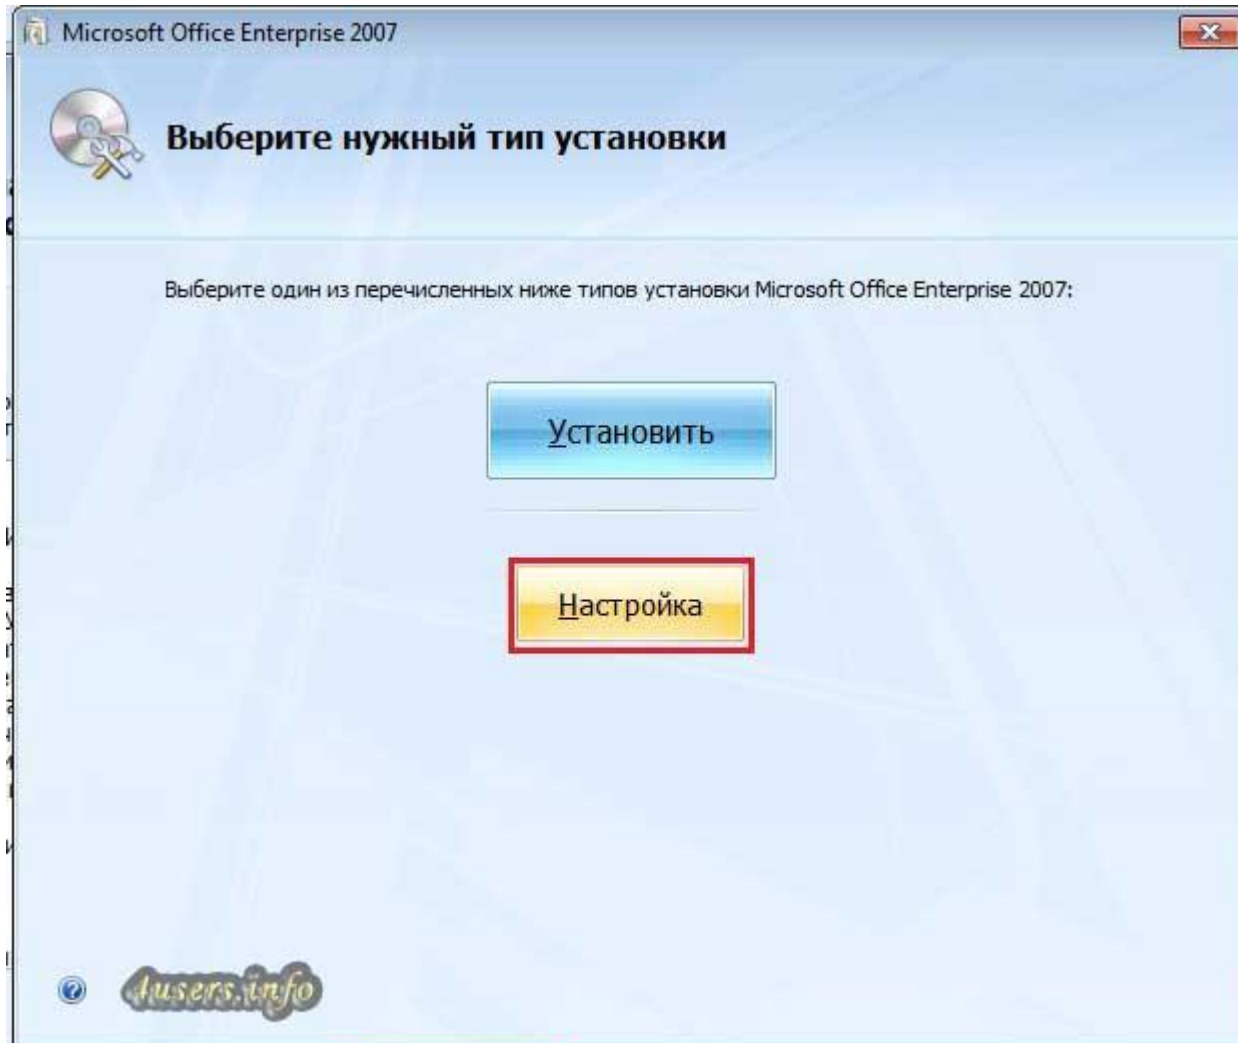 Microsoft Office Enterprise 2007
Выберите нужный тип установки
Выберите один из перечисленных ниже типов установки Microsoft Office Enterprise 2007:
Установить
Настройка
4users.info